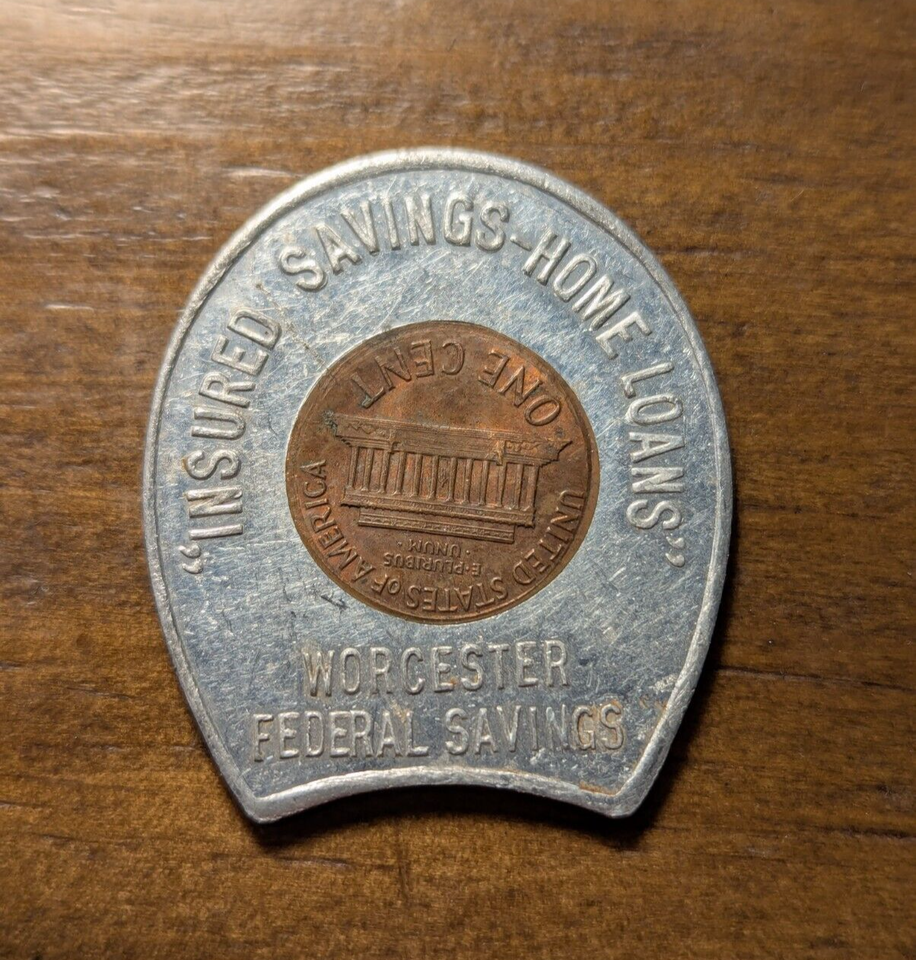 "INSURED SAVINGS-HOME LOANS"
ONE CENT
E·PLURIBUS
·UNUM·
UNITED STATES OF AMERICA
WORCESTER
FEDERAL SAVINGS